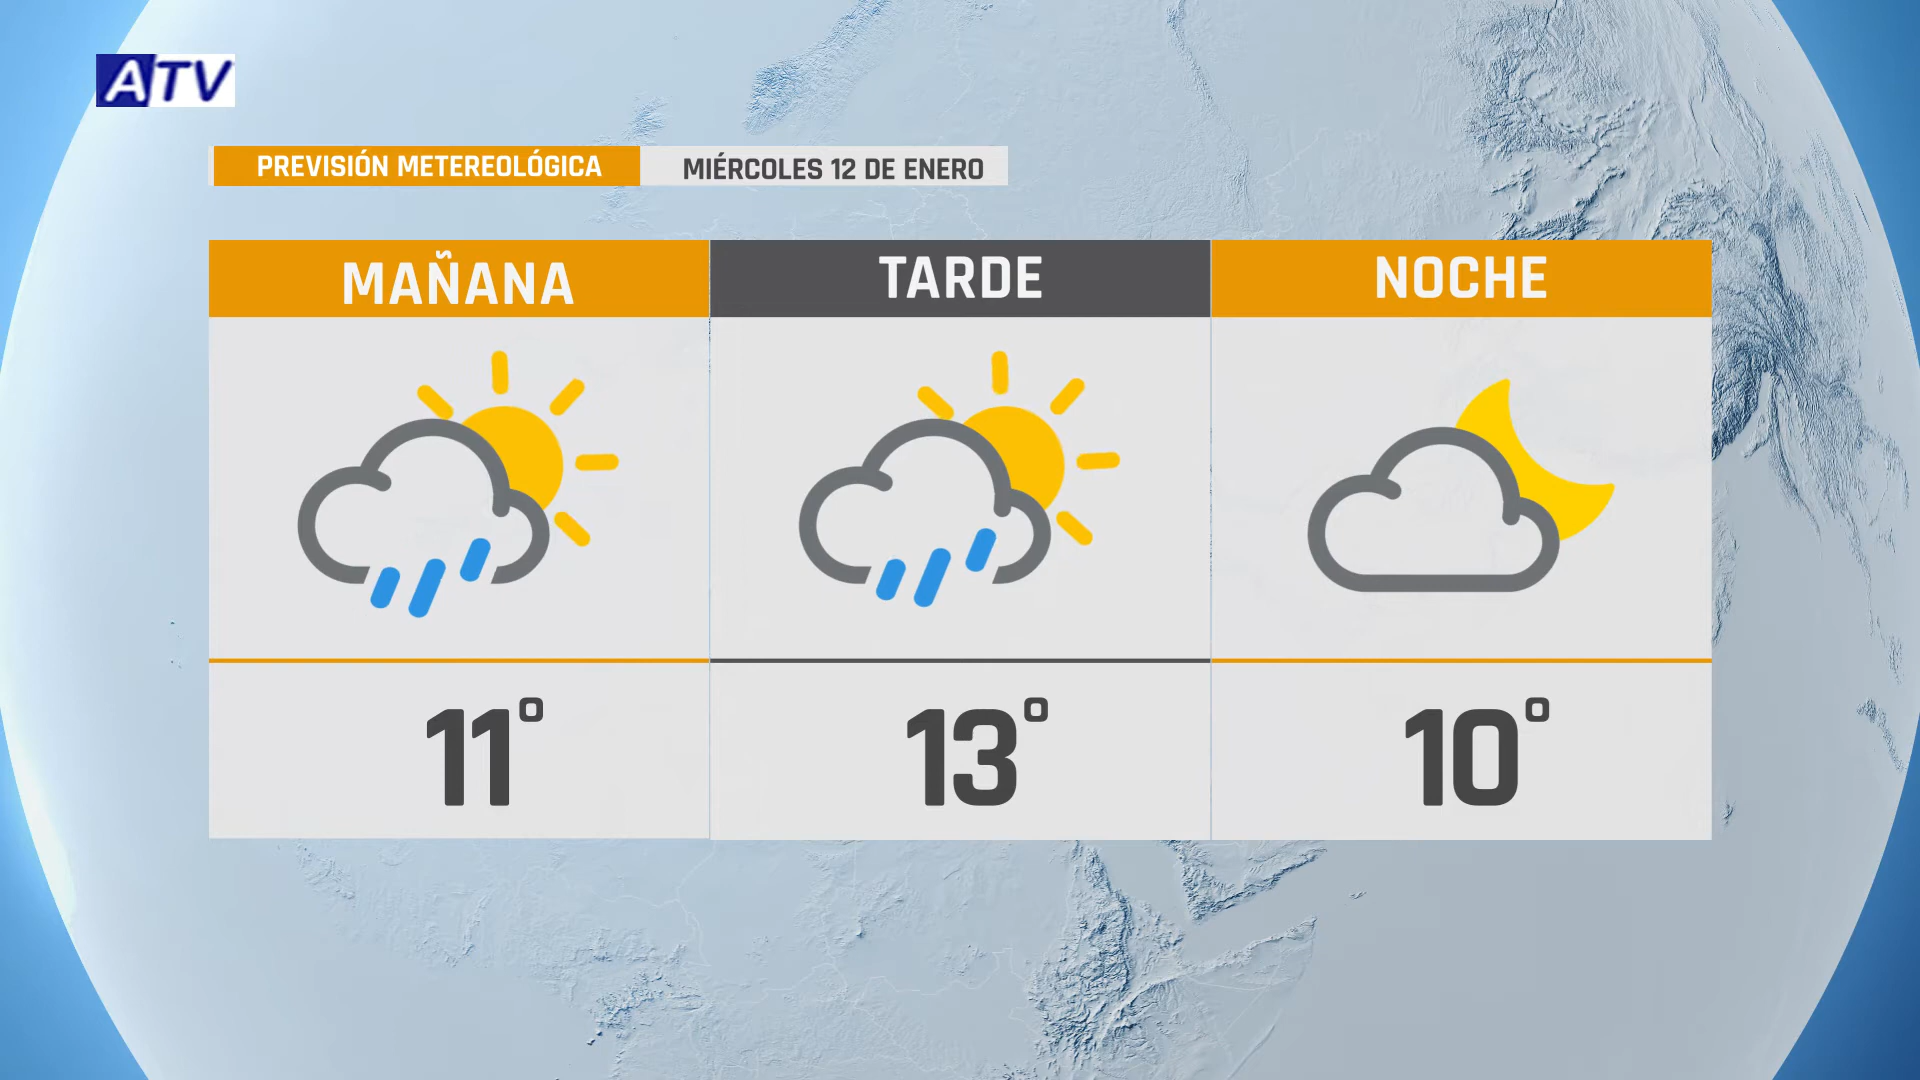 ATV
PREVISIÓN METEREOLÓGICA
MIÉRCOLES 12 DE ENERO
MAÑANA
TARDE
NOCHE
11°
13°
10°